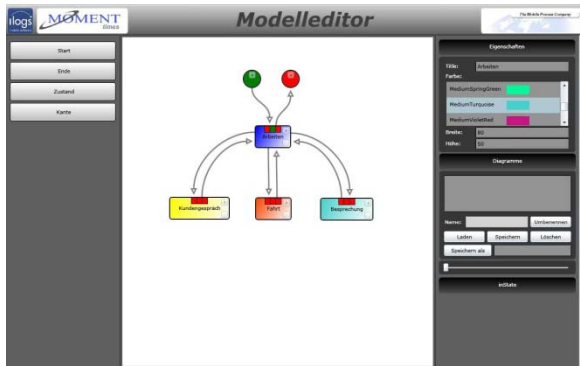 ilogs
MOMENT
times
Modelleditor
The Mobile Process Company
Start
Ende
Zustand
Kante
Arbeiten
Kundengespräch
Fahrt
Besprechung
Eigenschaften
Title:
Arbeiten
Farbe:
MediumSpringGreen
MediumTurquoise
MediumVioletRed
Breite:
80
Höhe:
50
Diagramme
Name:
Umbenennen
Laden
Speichern
Löschen
Speichern als
inState